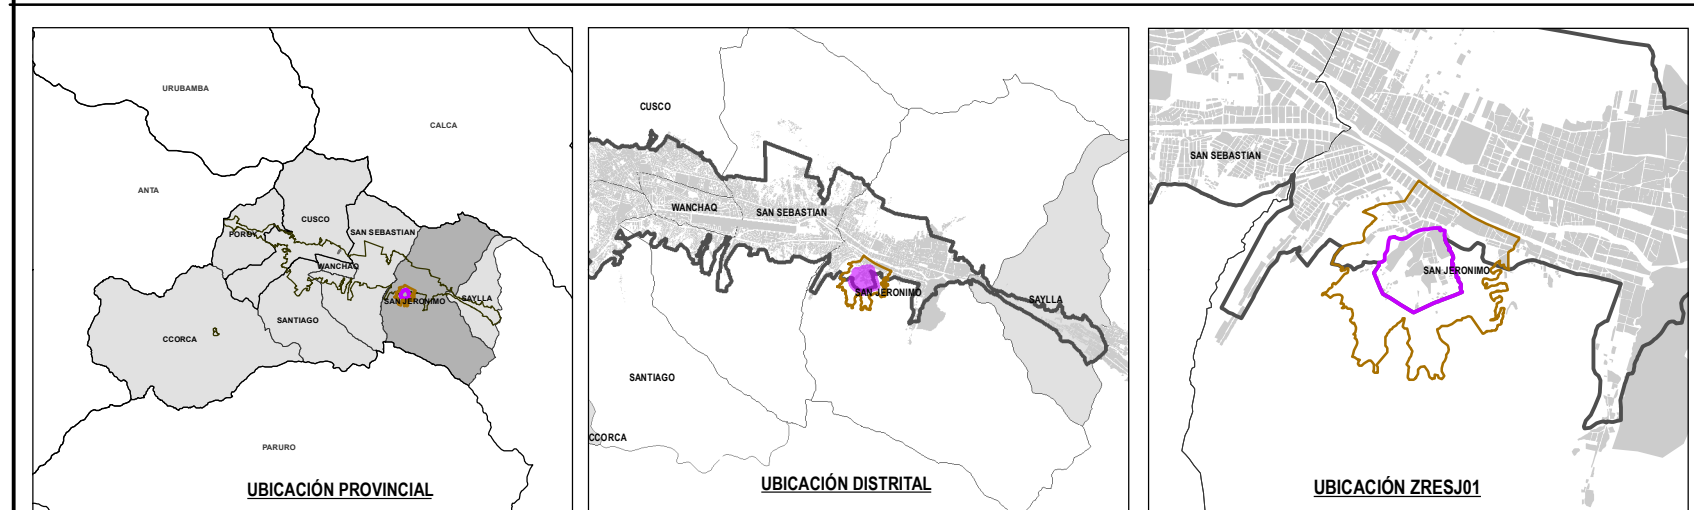 URUBAMBA
CALCA
ANTA
CUSCO
POROY
SAN SEBASTIAN
WANCHAQ
SAN JERONIMO
SAYLLA
SANTIAGO
CCORCA
PARURO
UBICACIÓN PROVINCIAL
CUSCO
WANCHAQ
SAN SEBASTIAN
SAN JERONIMO
SAYLLA
SANTIAGO
CCORCA
UBICACIÓN DISTRITAL
SAN SEBASTIAN
SAN JERONIMO
UBICACIÓN ZRESJ01